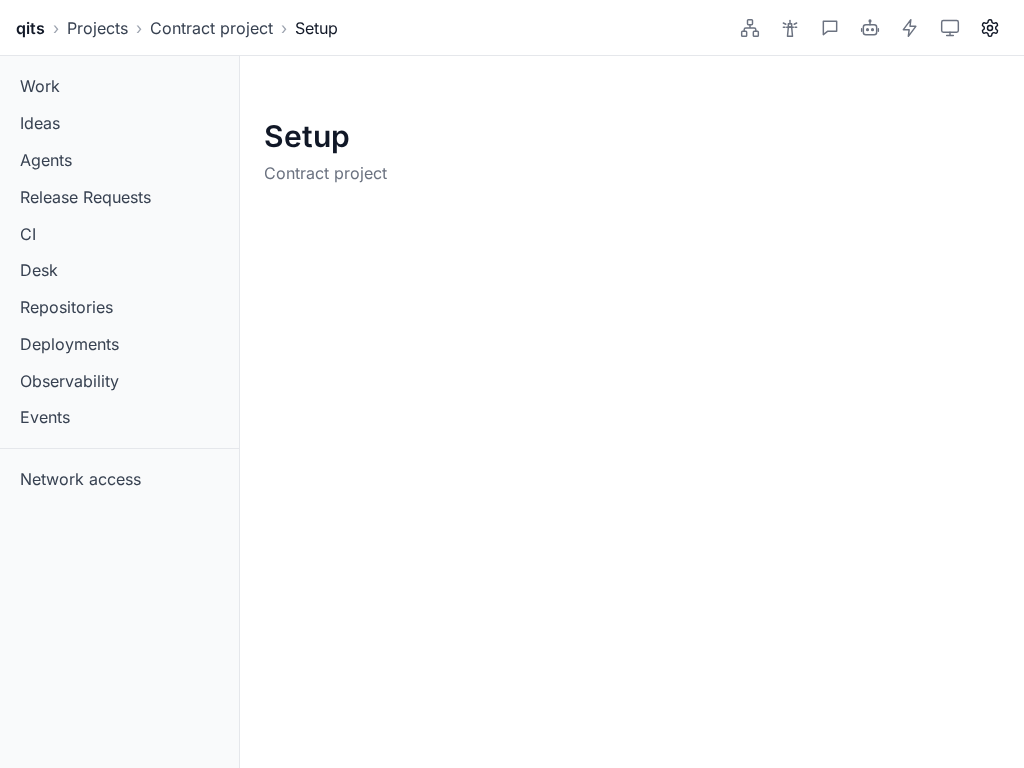 qits › Projects › Contract project › Setup
Work
Ideas
Agents
Release Requests
CI
Desk
Repositories
Deployments
Observability
Events
Network access
Setup
Contract project